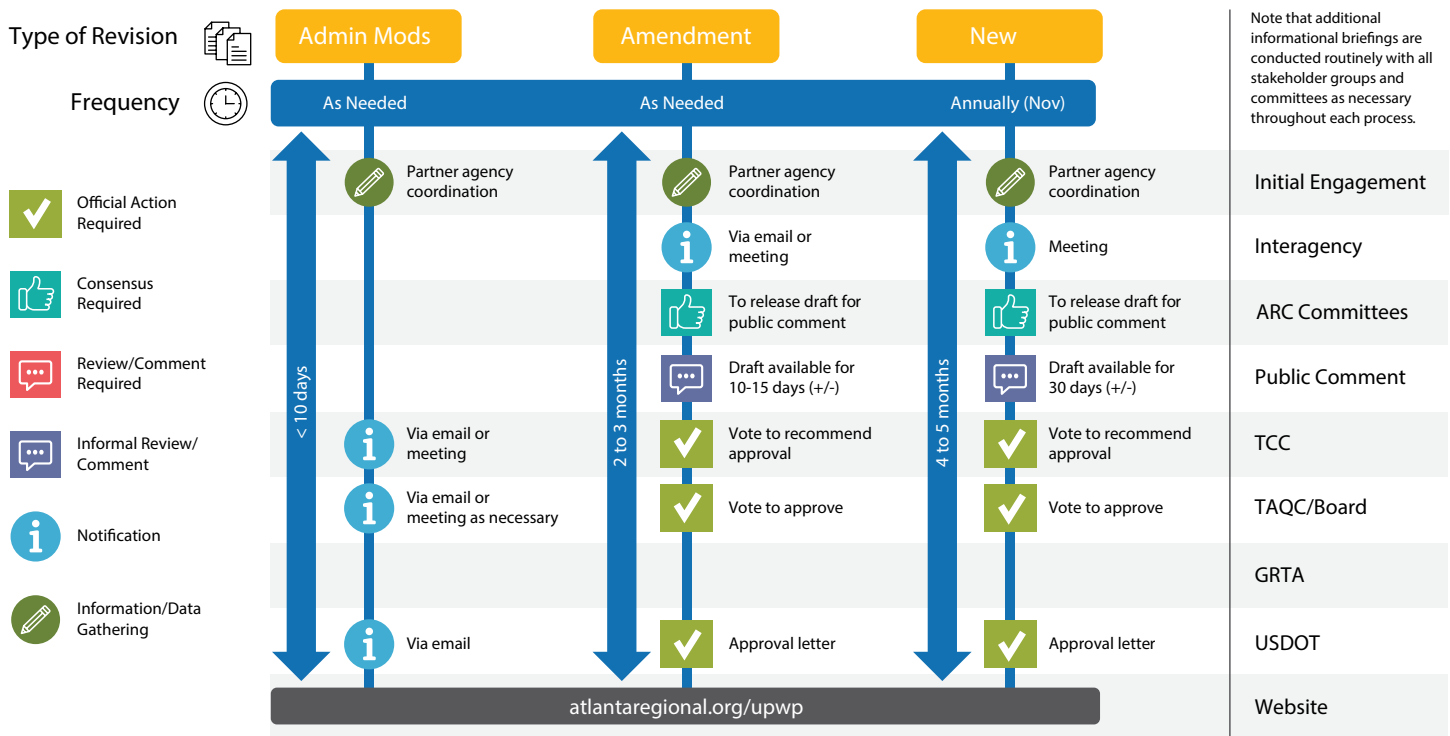 Type of Revision
Admin Mods
Amendment
New
Note that additional
informational briefings are
conducted routinely with all
stakeholder groups and
committees as necessary
throughout each process.
Frequency
As Needed
As Needed
Annually (Nov)
Official Action
Required
Consensus
Required
Review/Comment
Required
Informal Review/
Comment
Notification
Information/Data
Gathering
< 10 days
2 to 3 months
4 to 5 months
Partner agency
coordination
Partner agency
coordination
Partner agency
coordination
Initial Engagement
Via email or
meeting
Meeting
Interagency
To release draft for
public comment
To release draft for
public comment
ARC Committees
Draft available for
10-15 days (+/-)
Draft available for
30 days (+/-)
Public Comment
Via email or
meeting
Vote to recommend
approval
Vote to recommend
approval
TCC
Via email or
meeting as necessary
Vote to approve
Vote to approve
TAQC/Board
GRTA
Via email
Approval letter
Approval letter
USDOT
atlantaregional.org/upwp
Website